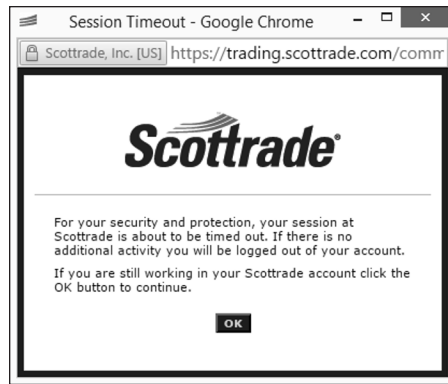 Session Timeout - Google Chrome
Scottrade, Inc. [US] https://trading.scottrade.com/comm
Scottrade®
For your security and protection, your session at
Scottrade is about to be timed out. If there is no
additional activity you will be logged out of your account.
If you are still working in your Scottrade account click the
OK button to continue.
OK